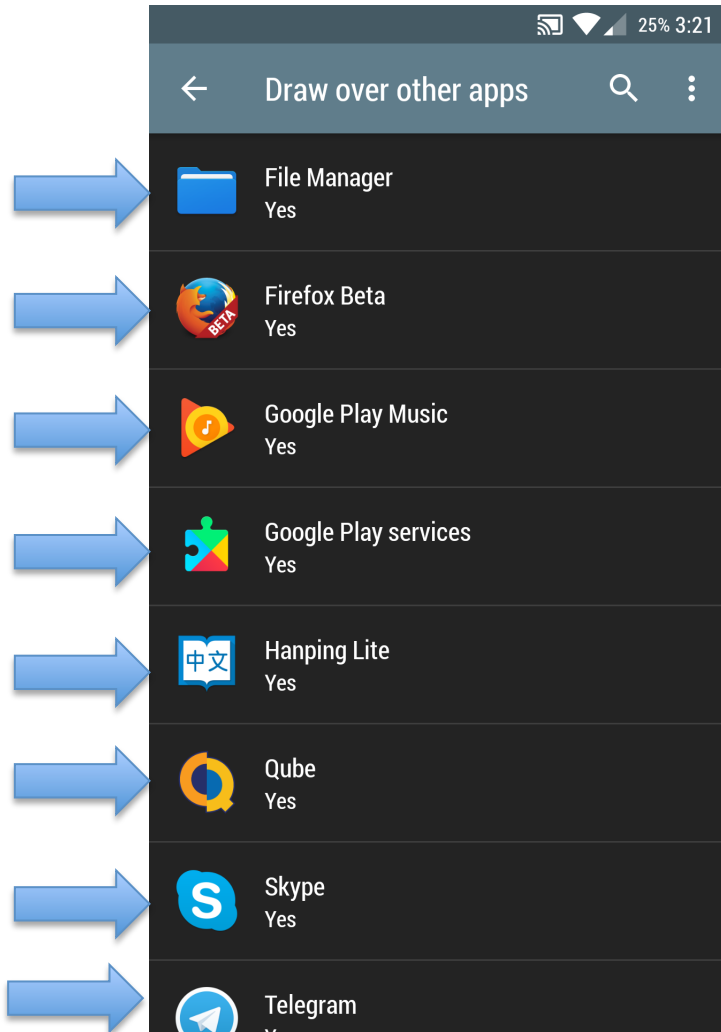 25% 3:21
Draw over other apps
File Manager
Yes
Firefox Beta
Yes
BETA
Google Play Music
Yes
Google Play services
Yes
中文
Hanping Lite
Yes
Qube
Yes
S
Skype
Yes
Telegram